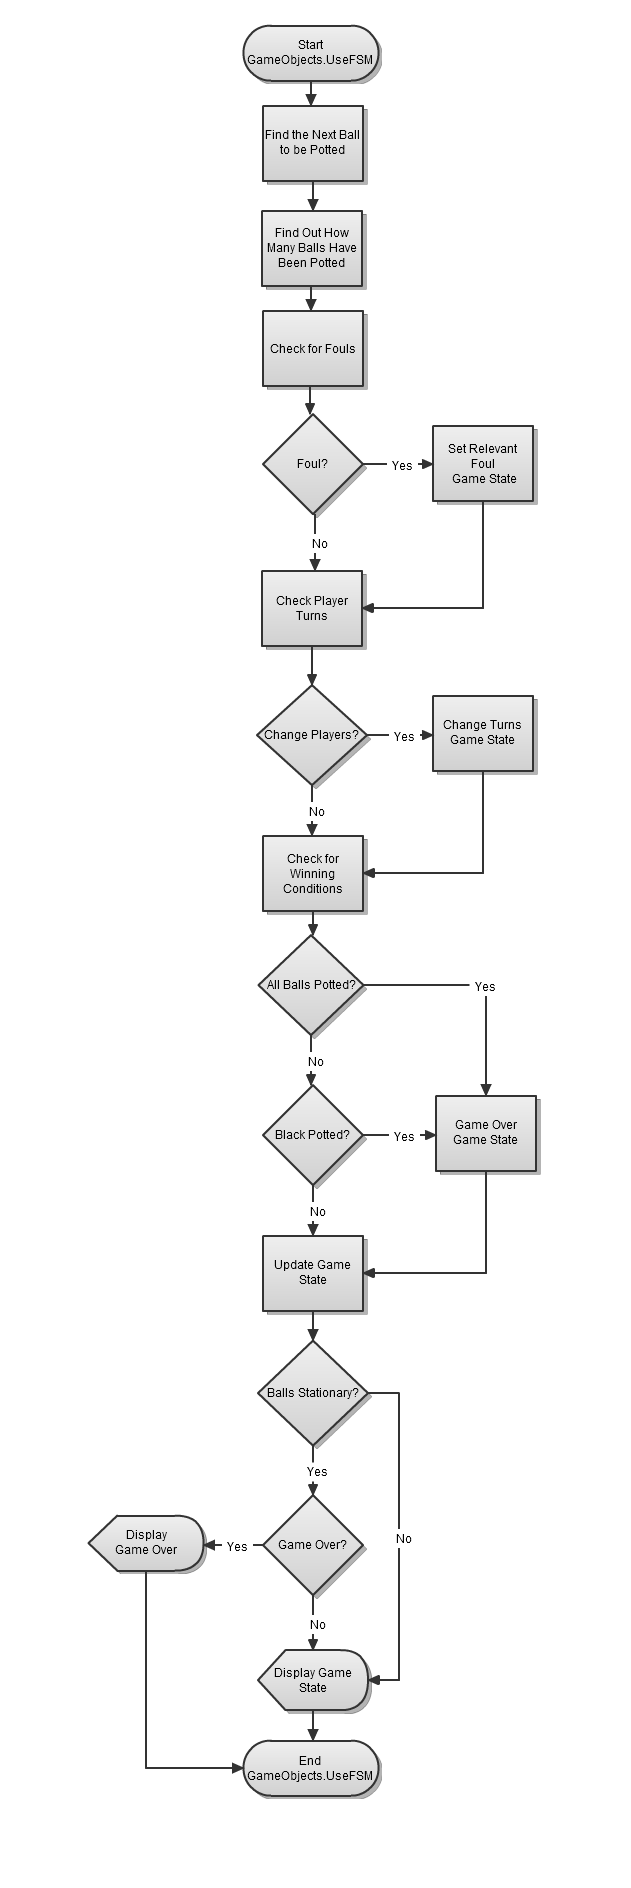 Start
GameObjects.UseFSM
Find the Next Ball
to be Potted
Find Out How
Many Balls Have
Been Potted
Check for Fouls
Foul?
Yes
Set Relevant
Foul
Game State
No
Check Player
Turns
Change Players?
Yes
Change Turns
Game State
No
Check for
Winning
Conditions
All Balls Potted?
Yes
No
Black Potted?
Yes
Game Over
Game State
No
Update Game
State
Balls Stationary?
Yes
No
Game Over?
Yes
Display
Game Over
No
Display Game
State
End
GameObjects.UseFSM